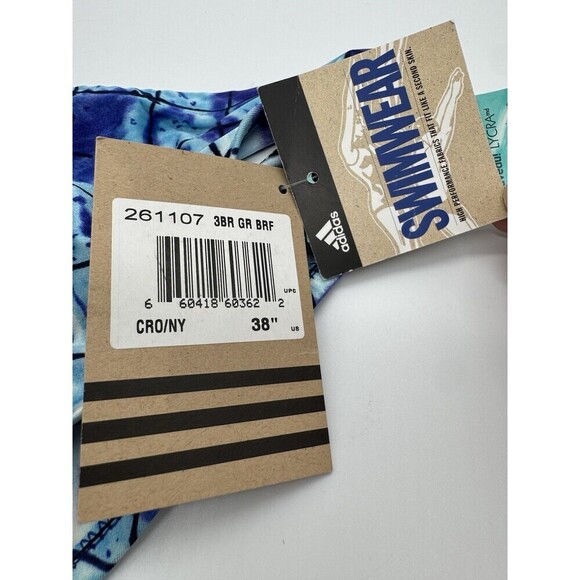 261107 3BR GR BRF
6 60418 60362 2 UPC
CRO/NY 38" US
adidas
SWIMWEAR
HIGH PERFORMANCE FABRICS THAT FIT LIKE A SECOND SKIN.
LYCRA